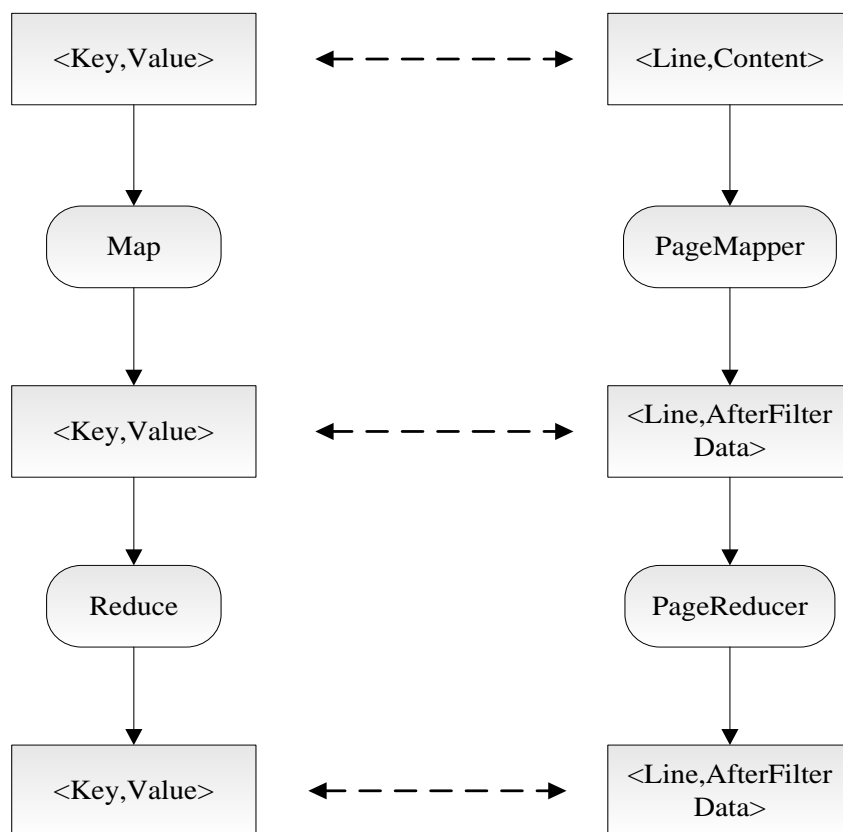 <Key,Value>
<Line,Content>
Map
PageMapper
<Key,Value>
<Line,AfterFilter
Data>
Reduce
PageReducer
<Key,Value>
<Line,AfterFilter
Data>